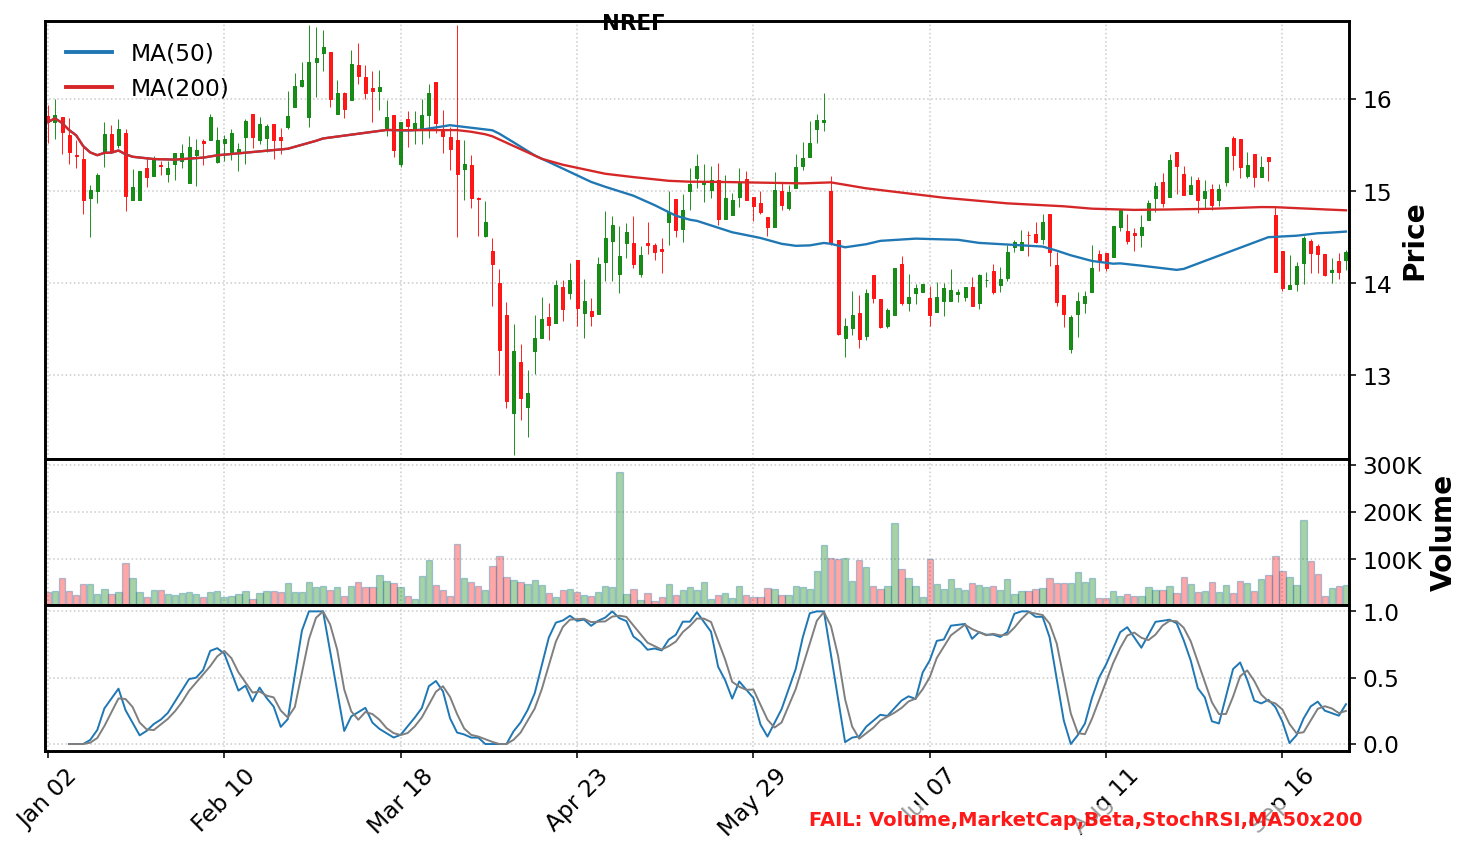 NREF
MA(50)
MA(200)
16
15
14
13
Price
300K
200K
100K
Volume
1.0
0.5
0.0
Jan 02
Feb 10
Mar 18
Apr 23
May 29
Jul 07
Aug 11
Sep 16
FAIL: Volume,MarketCap,Beta,StochRSI,MA50x200